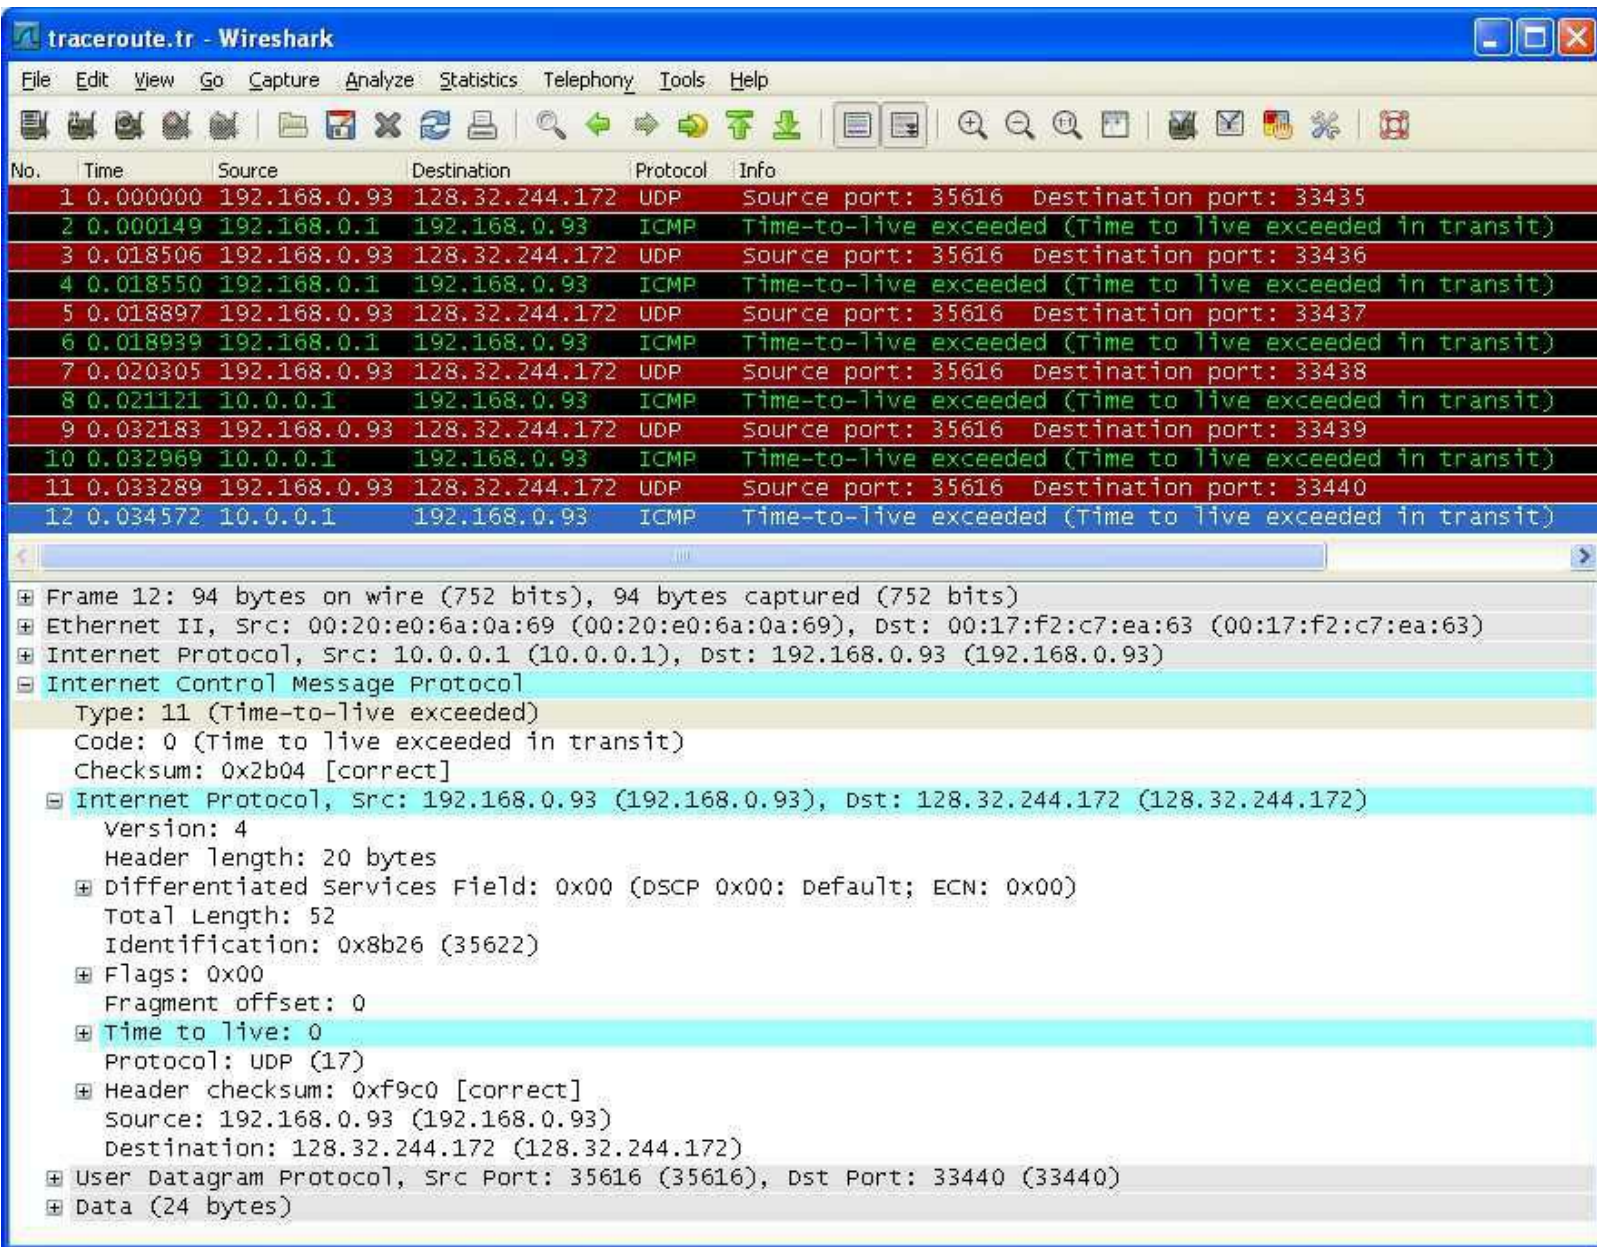 traceroute.tr - Wireshark
File Edit View Go Capture Analyze Statistics Telephony Tools Help
No. Time Source Destination Protocol Info
1 0.000000 192.168.0.93 128.32.244.172 UDP Source port: 35616 Destination port: 33435
2 0.000149 192.168.0.1 192.168.0.93 ICMP Time-to-live exceeded (Time to live exceeded in transit)
3 0.018506 192.168.0.93 128.32.244.172 UDP Source port: 35616 Destination port: 33436
4 0.018550 192.168.0.1 192.168.0.93 ICMP Time-to-live exceeded (Time to live exceeded in transit)
5 0.018897 192.168.0.93 128.32.244.172 UDP Source port: 35616 Destination port: 33437
6 0.018939 192.168.0.1 192.168.0.93 ICMP Time-to-live exceeded (Time to live exceeded in transit)
7 0.020305 192.168.0.93 128.32.244.172 UDP Source port: 35616 Destination port: 33438
8 0.021121 10.0.0.1 192.168.0.93 ICMP Time-to-live exceeded (Time to live exceeded in transit)
9 0.032183 192.168.0.93 128.32.244.172 UDP Source port: 35616 Destination port: 33439
10 0.032969 10.0.0.1 192.168.0.93 ICMP Time-to-live exceeded (Time to live exceeded in transit)
11 0.033289 192.168.0.93 128.32.244.172 UDP Source port: 35616 Destination port: 33440
12 0.034572 10.0.0.1 192.168.0.93 ICMP Time-to-live exceeded (Time to live exceeded in transit)
Frame 12: 94 bytes on wire (752 bits), 94 bytes captured (752 bits)
Ethernet II, Src: 00:20:e0:6a:0a:69 (00:20:e0:6a:0a:69), Dst: 00:17:f2:c7:ea:63 (00:17:f2:c7:ea:63)
Internet Protocol, Src: 10.0.0.1 (10.0.0.1), Dst: 192.168.0.93 (192.168.0.93)
Internet Control Message Protocol
Type: 11 (Time-to-live exceeded)
Code: 0 (Time to live exceeded in transit)
Checksum: 0x2b04 [correct]
Internet Protocol, Src: 192.168.0.93 (192.168.0.93), Dst: 128.32.244.172 (128.32.244.172)
Version: 4
Header length: 20 bytes
Differentiated Services Field: 0x00 (DSCP 0x00: Default; ECN: 0x00)
Total Length: 52
Identification: 0x8b26 (35622)
Flags: 0x00
Fragment offset: 0
Time to live: 0
Protocol: UDP (17)
Header checksum: 0xf9c0 [correct]
Source: 192.168.0.93 (192.168.0.93)
Destination: 128.32.244.172 (128.32.244.172)
User Datagram Protocol, Src Port: 35616 (35616), Dst Port: 33440 (33440)
Data (24 bytes)